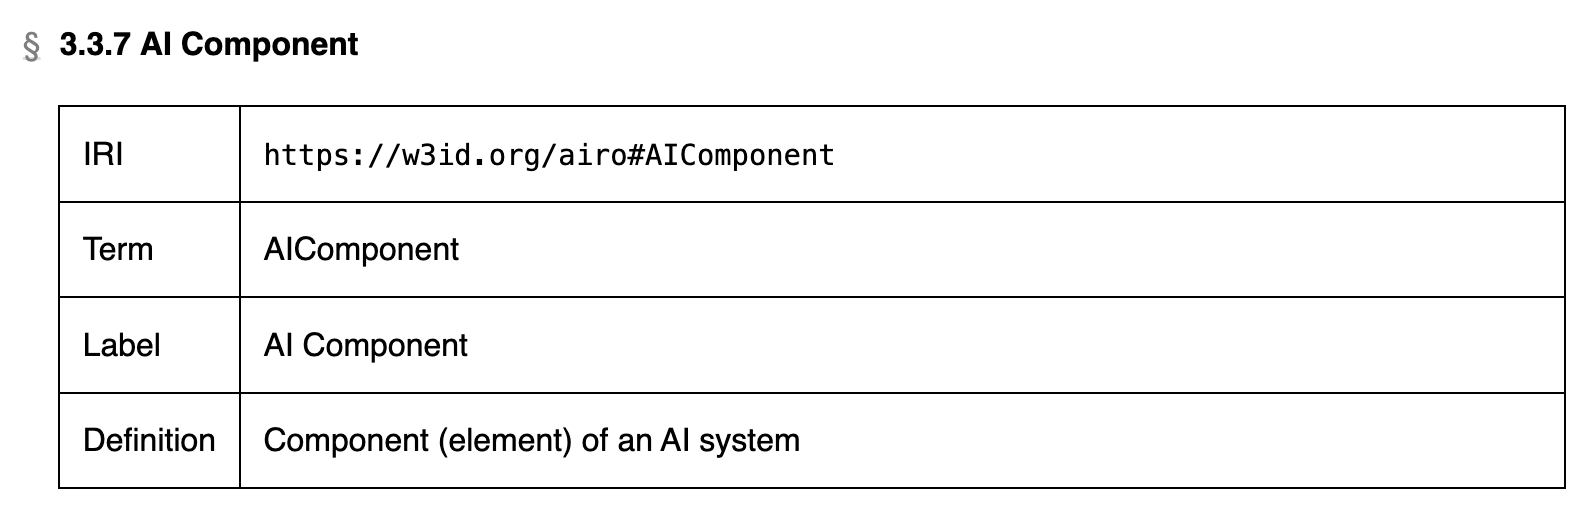 § 3.3.7 AI Component
IRI https://w3id.org/airo#AIComponent
Term AIComponent
Label AI Component
Definition Component (element) of an AI system